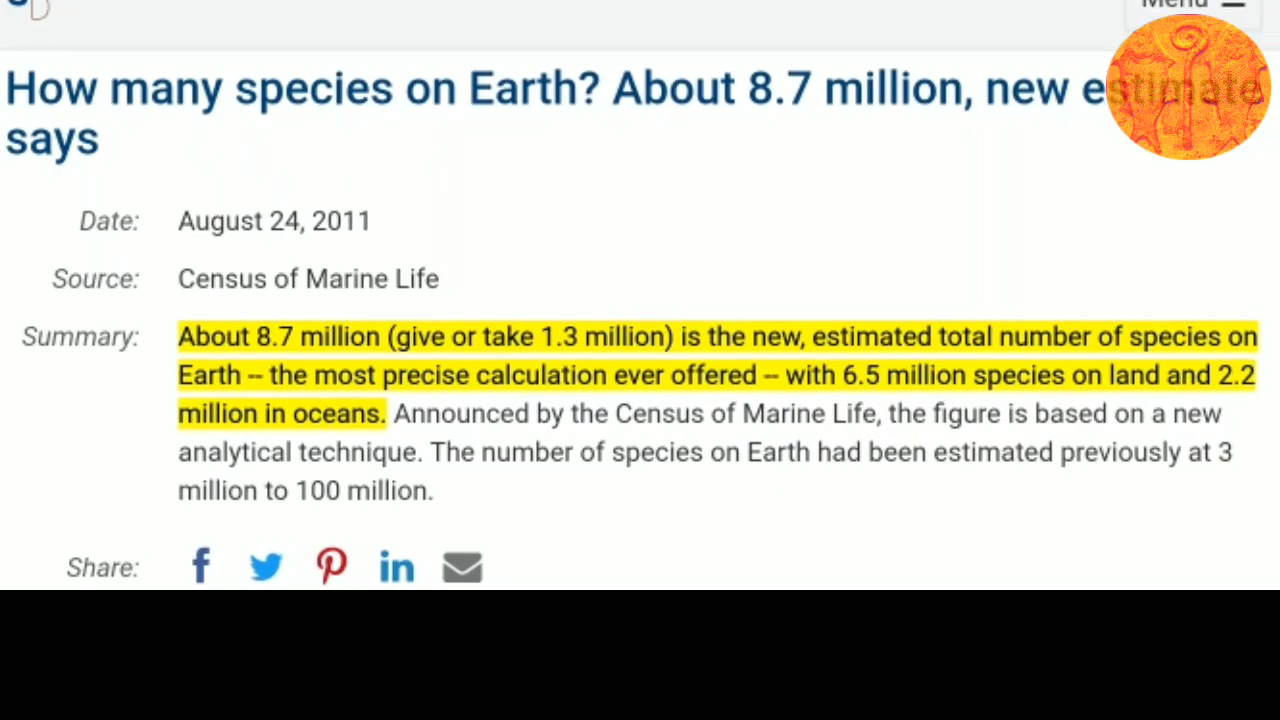 Menu
How many species on Earth? About 8.7 million, new estimate
says
Date: August 24, 2011
Source: Census of Marine Life
Summary: About 8.7 million (give or take 1.3 million) is the new, estimated total number of species on
Earth -- the most precise calculation ever offered -- with 6.5 million species on land and 2.2
million in oceans. Announced by the Census of Marine Life, the figure is based on a new
analytical technique. The number of species on Earth had been estimated previously at 3
million to 100 million.
Share: f in